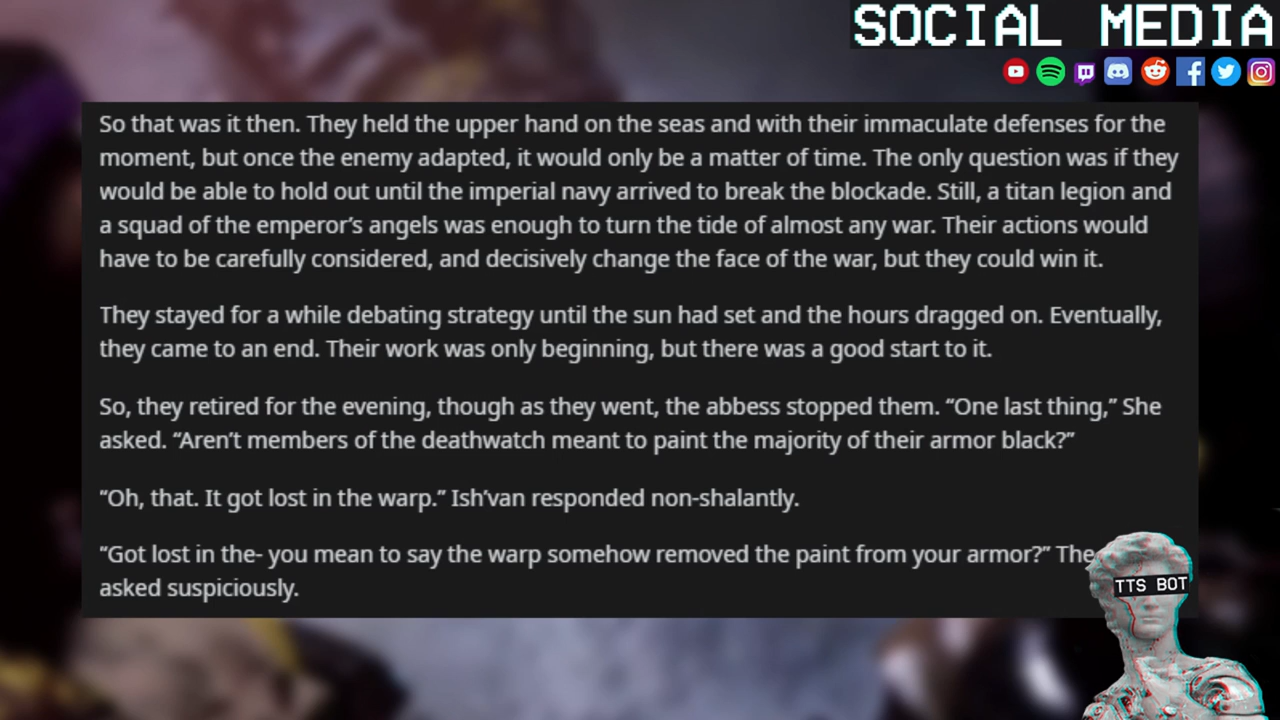 SOCIAL MEDIA
So that was it then. They held the upper hand on the seas and with their immaculate defenses for the
moment, but once the enemy adapted, it would only be a matter of time. The only question was if they
would be able to hold out until the imperial navy arrived to break the blockade. Still, a titan legion and
a squad of the emperor’s angels was enough to turn the tide of almost any war. Their actions would
have to be carefully considered, and decisively change the face of the war, but they could win it.
They stayed for a while debating strategy until the sun had set and the hours dragged on. Eventually,
they came to an end. Their work was only beginning, but there was a good start to it.
So, they retired for the evening, though as they went, the abbess stopped them. “One last thing,” She
asked. “Aren’t members of the deathwatch meant to paint the majority of their armor black?”
“Oh, that. It got lost in the warp.” Ish’van responded non-shalantly.
“Got lost in the- you mean to say the warp somehow removed the paint from your armor?” The
asked suspiciously.
TTS BOT